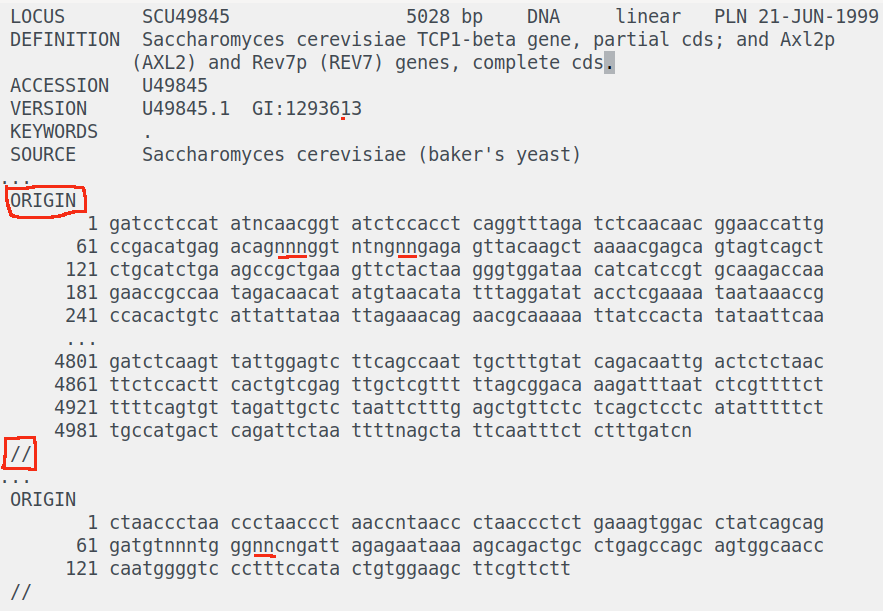 LOCUS SCU49845 5028 bp DNA linear PLN 21-JUN-1999
DEFINITION Saccharomyces cerevisiae TCP1-beta gene, partial cds; and Axl2p
(AXL2) and Rev7p (REV7) genes, complete cds.
ACCESSION U49845
VERSION U49845.1 GI:1293613
KEYWORDS .
SOURCE Saccharomyces cerevisiae (baker's yeast)
...
ORIGIN
1 gatcctccat atncaacggt atctccacct caggtttaga tctcaacaac ggaaccattg
61 ccgacatgag acagnnnggt ntngnngaga gttacaagct aaaacgagca gtagtcagct
121 ctgcatctga agccgctgaa gttctactaa gggtggataa catcatccgt gcaagaccaa
181 gaaccgccaa tagacaacat atgtaacata tttaggatat acctcgaaaa taataaaccg
241 ccacactgtc attattataa ttagaaacag aacgcaaaaa ttatccacta tataattcaa
...
4801 gatctcaagt tattggagtc ttcagccaat tgctttgtat cagacaattg actctctaac
4861 ttctccactt cactgtcgag ttgctcgttt ttagcggaca aagatttaat ctcgttttct
4921 ttttcagtgt tagattgctc taattctttg agctgttctc tcagctcctc atatttttct
4981 tgccatgact cagattctaa ttttnagcta ttcaatttct ctttgatcn
//
...
ORIGIN
1 ctaaccctaa ccctaaccct aaccntaacc ctaaccctct gaaagtggac ctatcagcag
61 gatgtnnntg ggnncngatt agagaataaa agcagactgc ctgagccagc agtggcaacc
121 caatggggtc cctttccata ctgtggaagc ttcgttctt
//